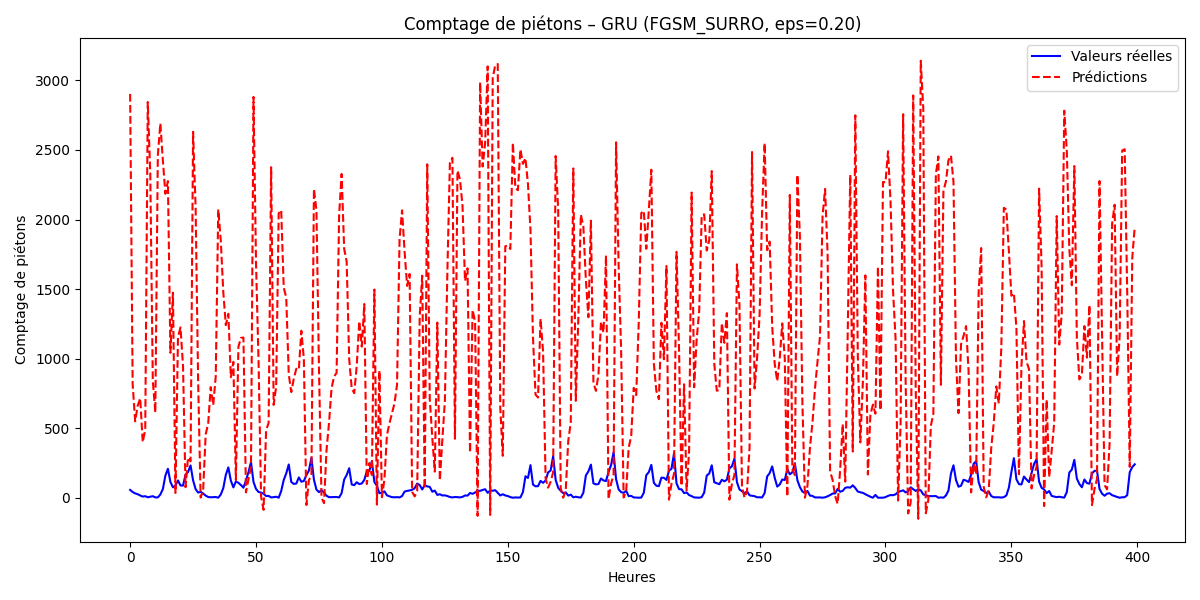 Comptage de piétons – GRU (FGSM_SURRO, eps=0.20)
Valeurs réelles
Prédictions
Comptage de piétons
3000
2500
2000
1500
1000
500
0
0 50 100 150 200 250 300 350 400
Heures